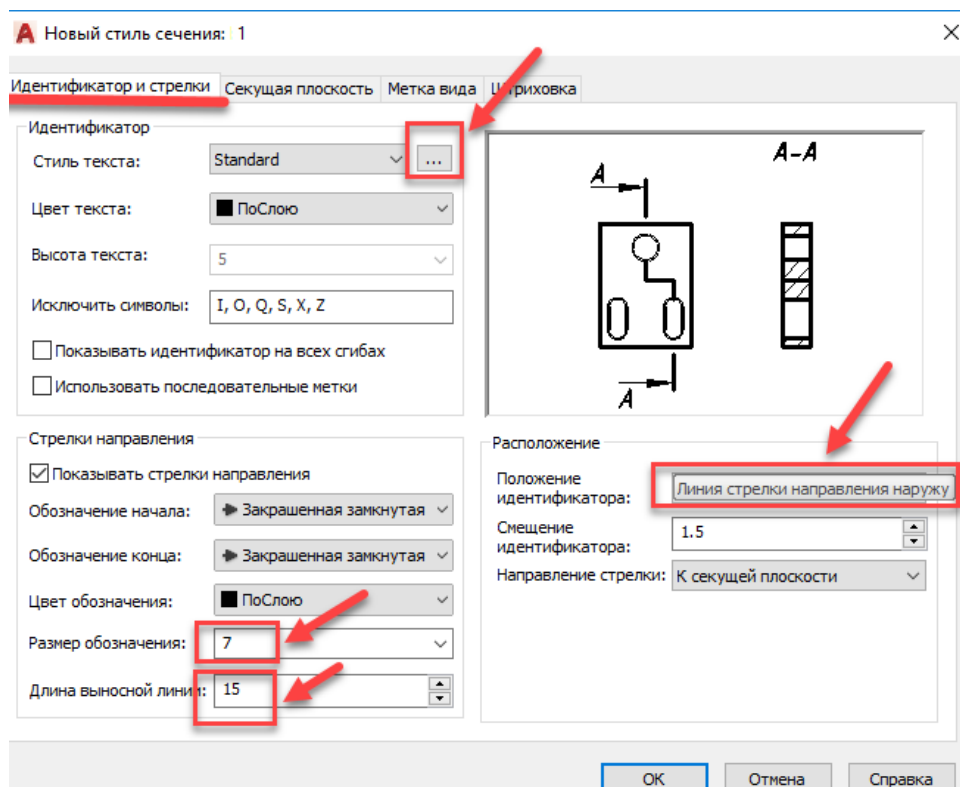 Новый стиль сечения: 1
Идентификатор и стрелки
Секущая плоскость
Метка вида
Штриховка
Идентификатор
Стиль текста:
Standard
...
Цвет текста:
ПоСлою
Высота текста:
5
Исключить символы:
I, O, Q, S, X, Z
Показывать идентификатор на всех сгибах
Использовать последовательные метки
A-A
A
A
Стрелки направления
Показывать стрелки направления
Обозначение начала:
Закрашенная замкнутая
Обозначение конца:
Закрашенная замкнутая
Цвет обозначения:
ПоСлою
Размер обозначения:
7
Длина выносной линии:
15
Расположение
Положение
идентификатора:
Линия стрелки направления наружу
Смещение
идентификатора:
1.5
Направление стрелки:
К секущей плоскости
ОК
Отмена
Справка